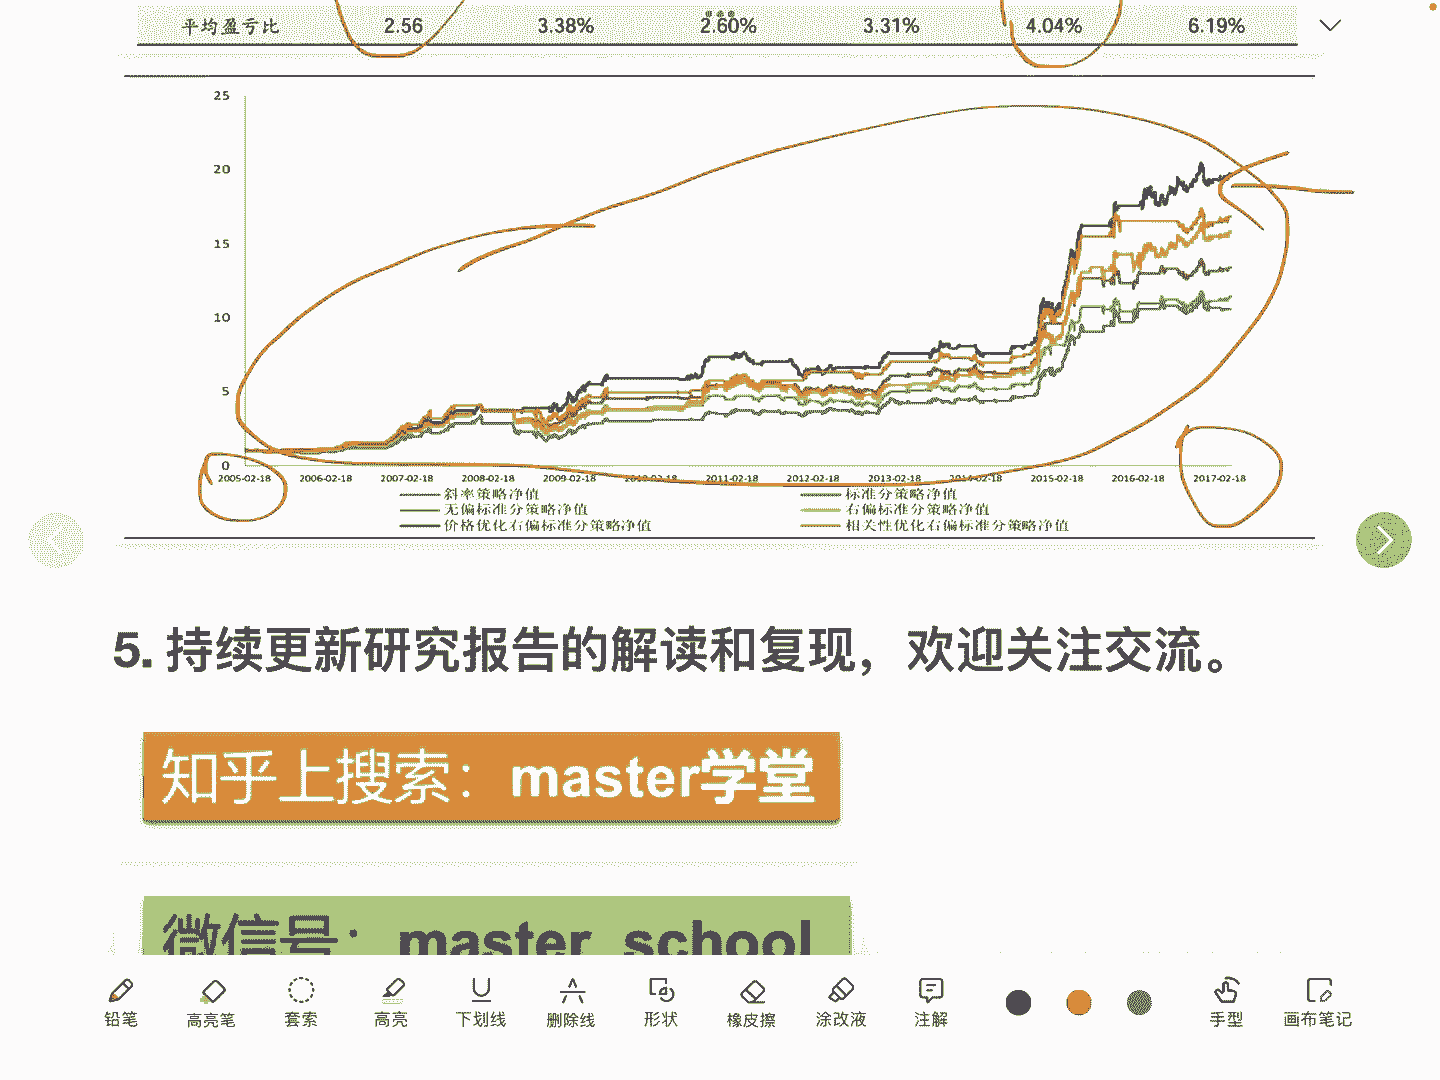 平均盈亏比 2.56 3.38% 2.60% 3.31% 4.04% 6.19%
25
20
15
10
5
0
2005-02-18 2006-02-18 2007-02-18 2008-02-18 2009-02-18 2010-02-18 2011-02-18 2012-02-18 2013-02-18 2014-02-18 2015-02-18 2016-02-18 2017-02-18
斜率策略净值 标准分策略净值
无偏标准分策略净值 右偏标准分策略净值
价格优化右偏标准分策略净值 相关性优化右偏标准分策略净值
5. 持续更新研究报告的解读和复现，欢迎关注交流。
知乎上搜索：master学堂
微信号：master_school
铅笔 高亮笔 套索 高亮 下划线 删除线 形状 橡皮擦 涂改液 注解 手型 画布笔记